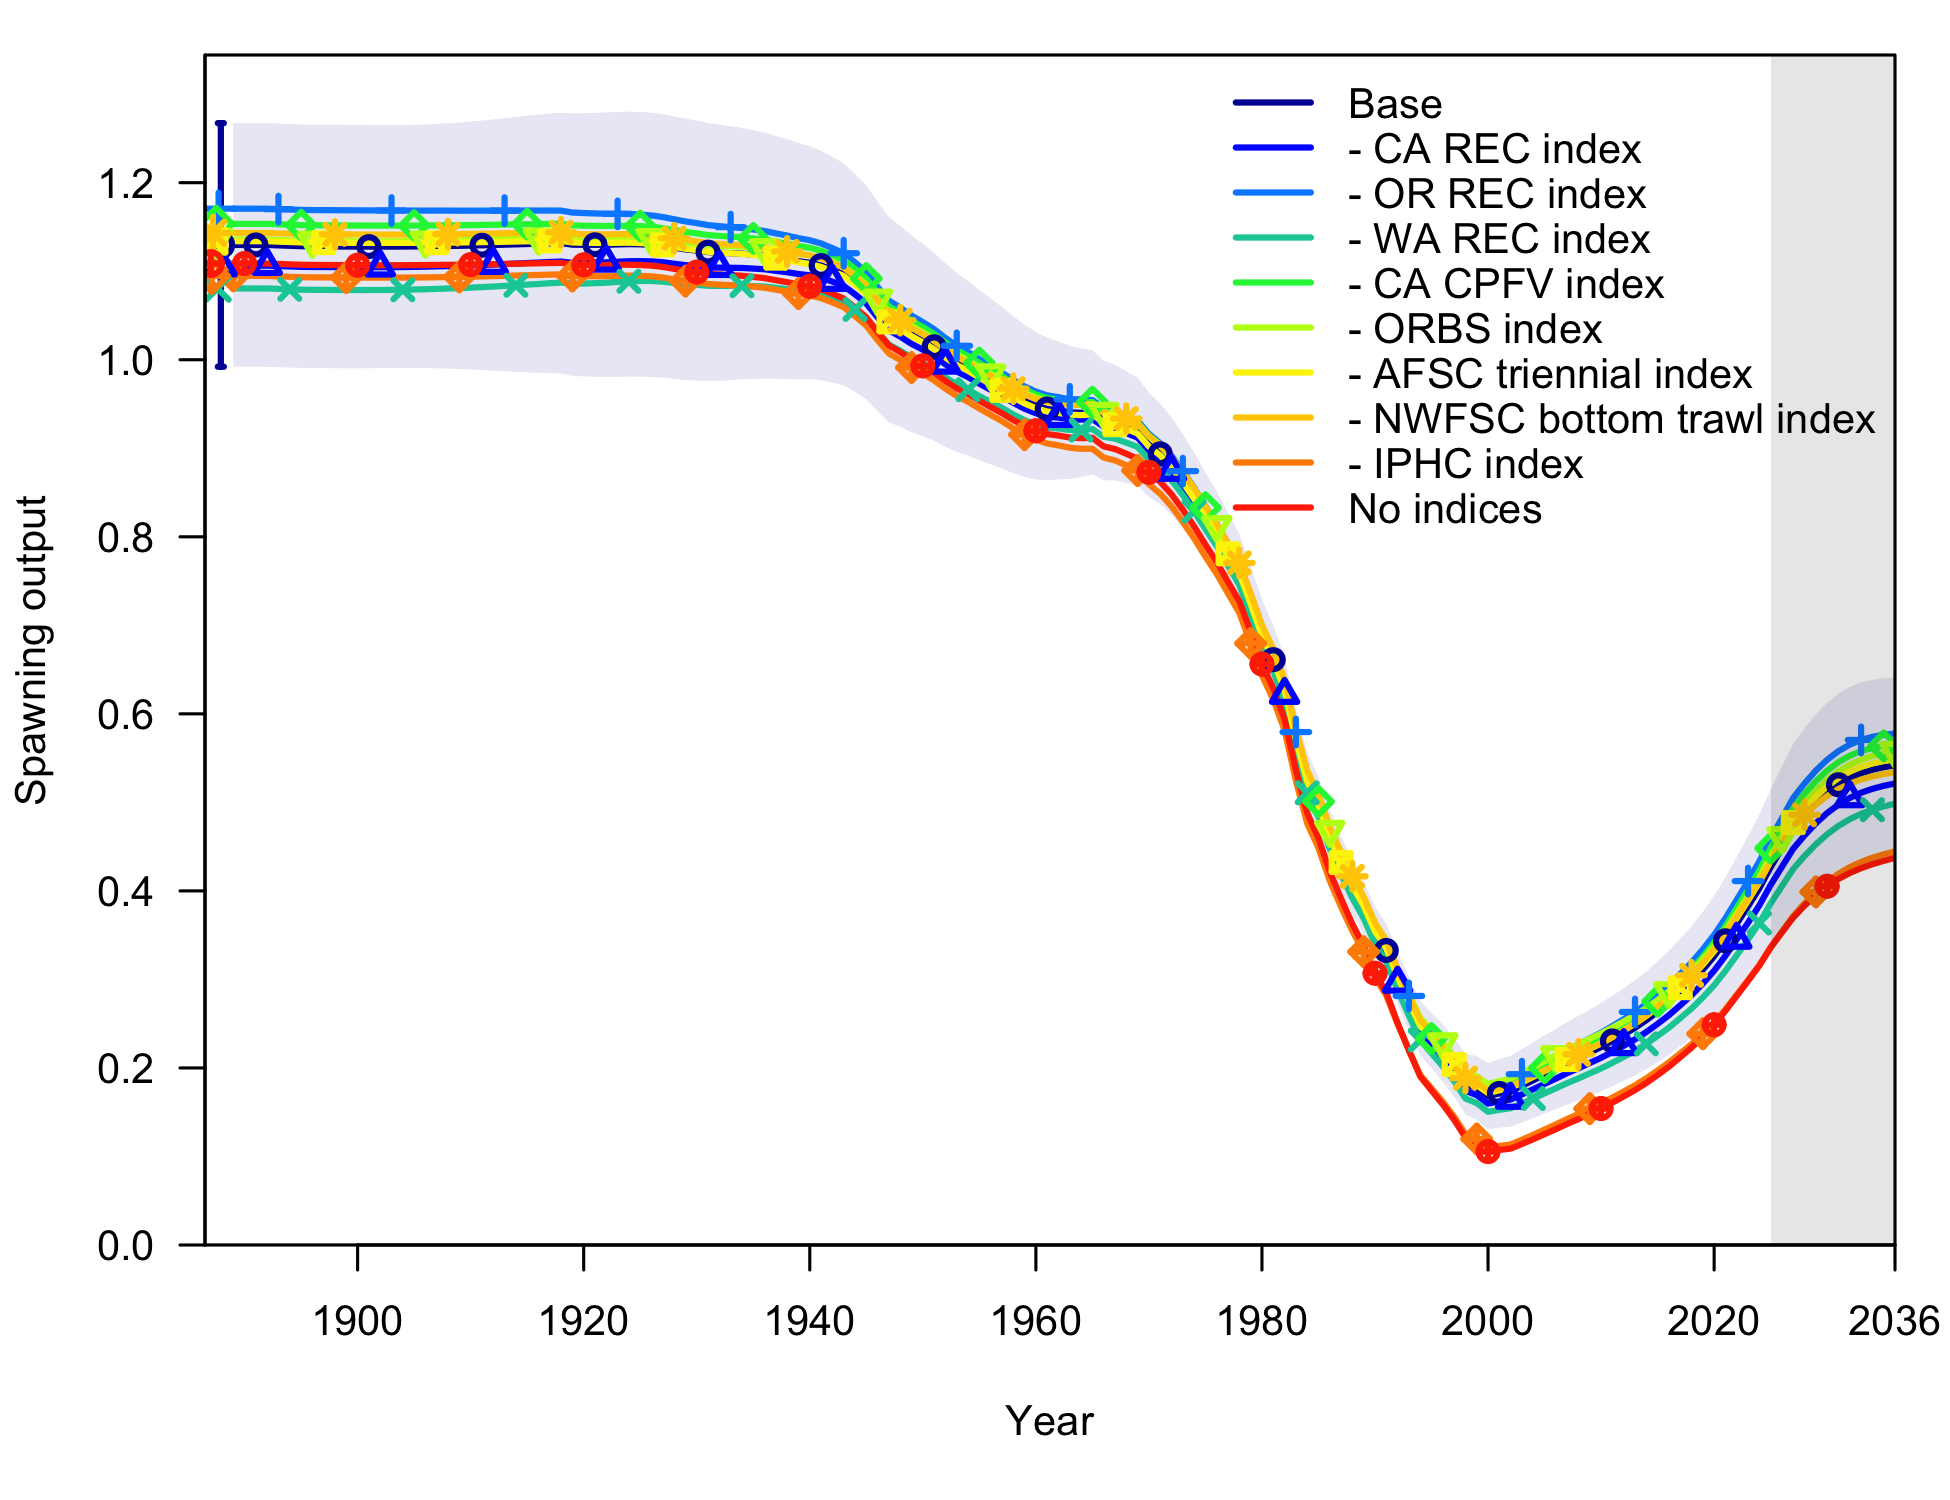 Base
- CA REC index
- OR REC index
- WA REC index
- CA CPFV index
- ORBS index
- AFSC triennial index
- NWFSC bottom trawl index
- IPHC index
No indices
Spawning output
1.2
1.0
0.8
0.6
0.4
0.2
0.0
1900 1920 1940 1960 1980 2000 2020 2036
Year